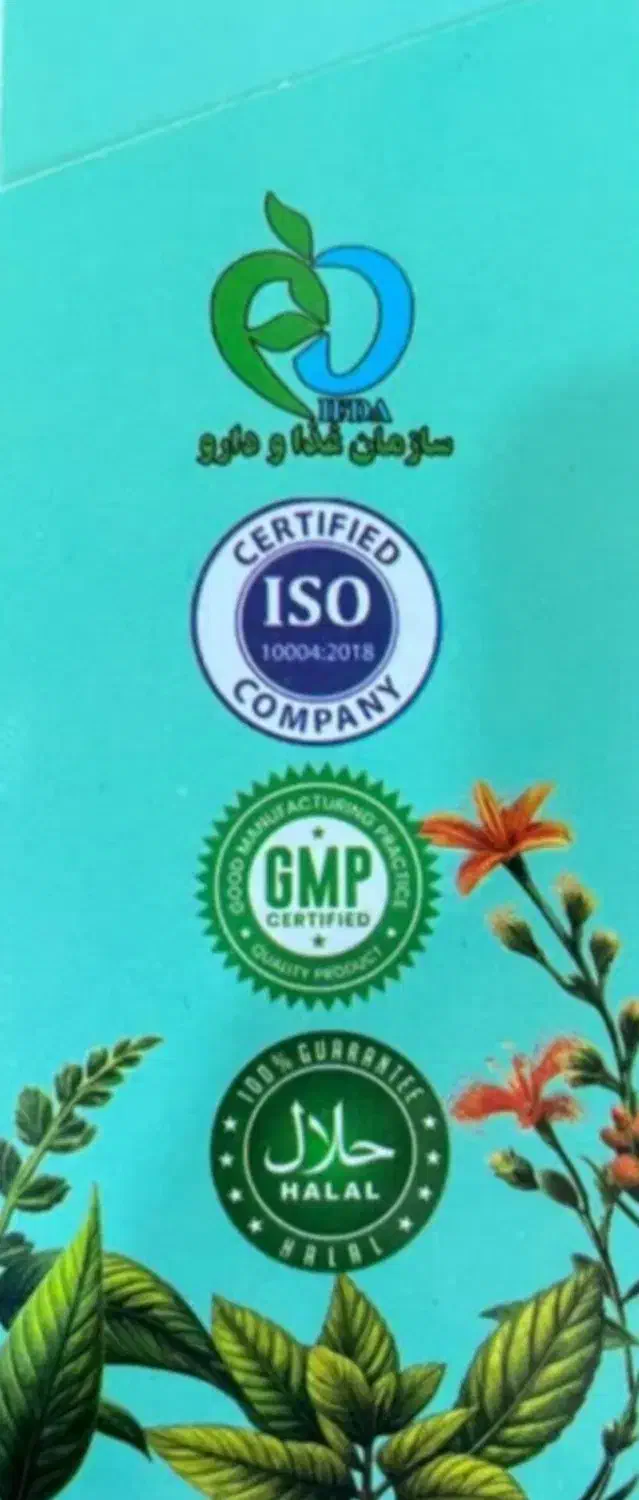 IFDA
سازمان غذا و دارو
CERTIFIED
ISO
10004:2018
COMPANY
GOOD MANUFACTURING PRACTICE
GMP
CERTIFIED
QUALITY PRODUCT
100% GUARANTEE
حلال
HALAL
HALAL